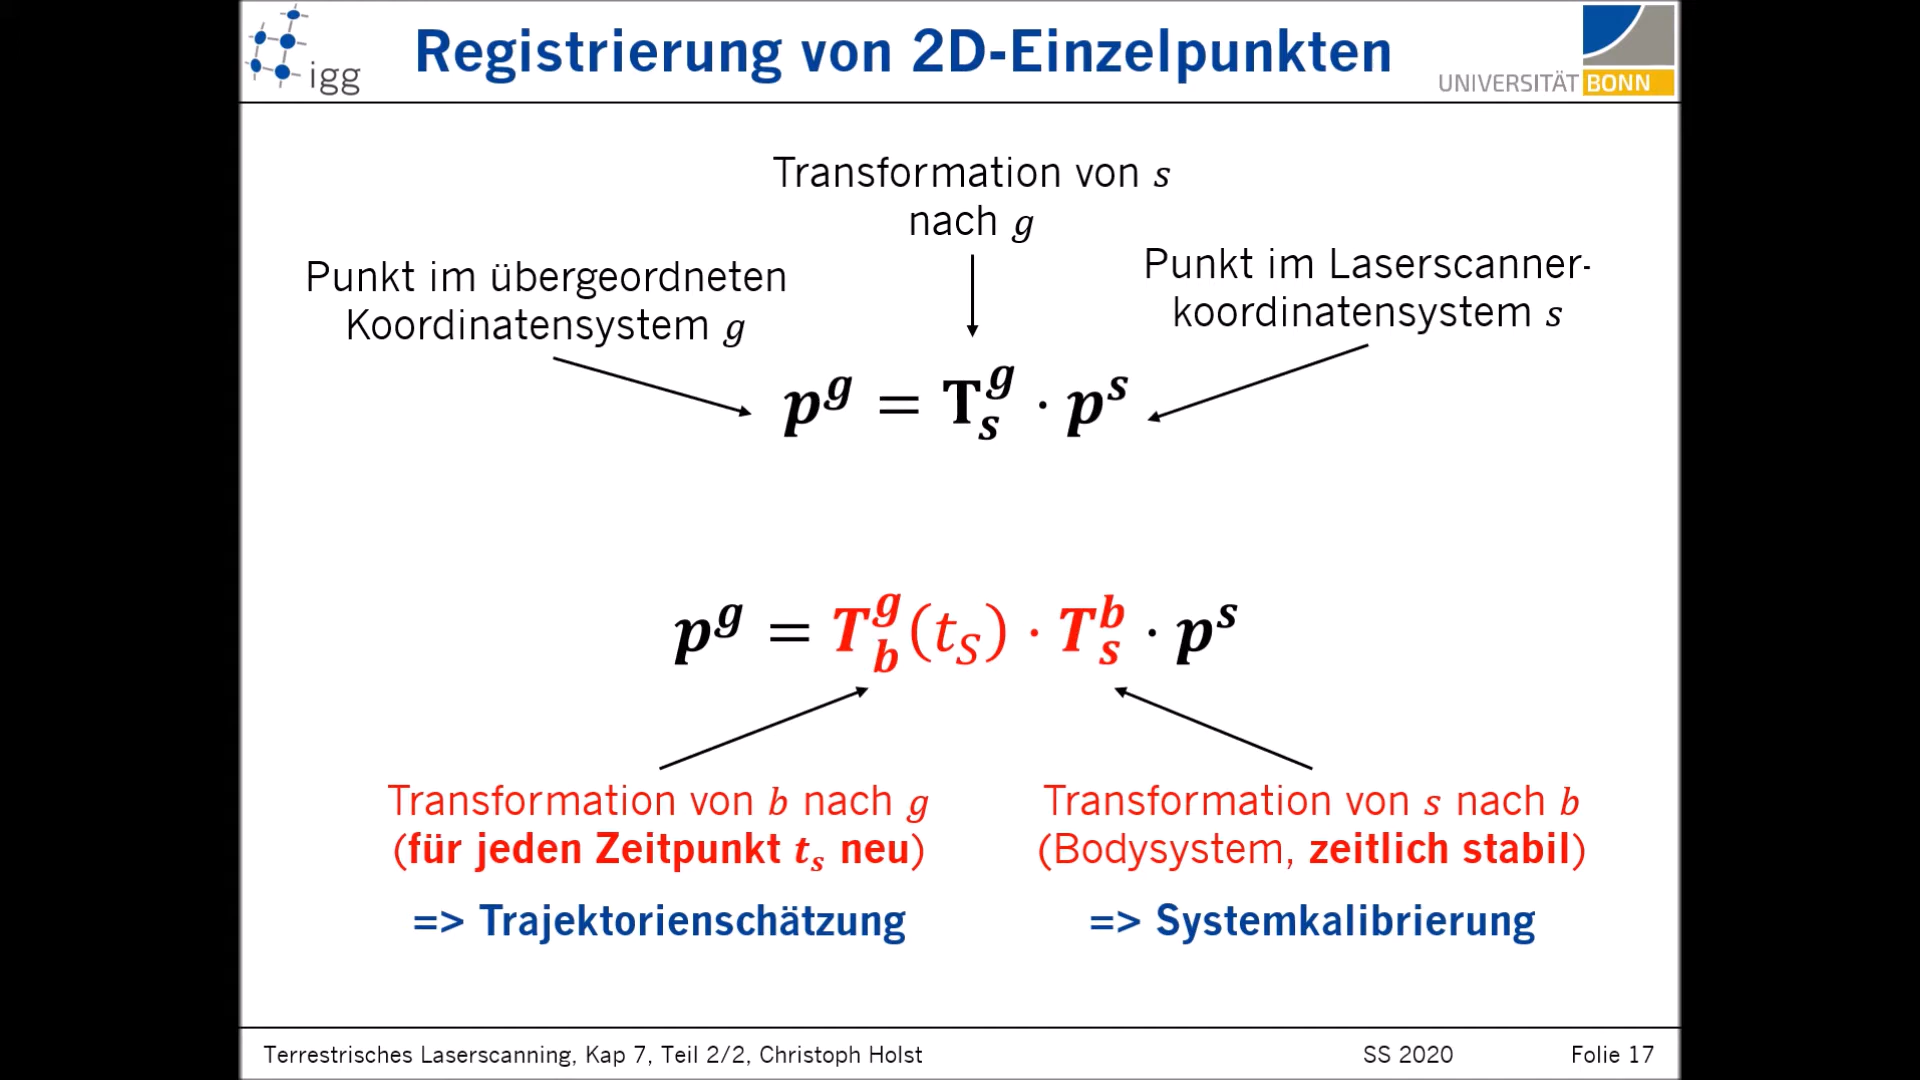 igg
Registrierung von 2D-Einzelpunkten
UNIVERSITÄT BONN
Transformation von s
nach g
Punkt im übergeordneten
Koordinatensystem g
Punkt im Laserscanner-
koordinatensystem s
p^g = T_s^g · p^s
p^g = T_b^g(t_S) · T_s^b · p^s
Transformation von b nach g
(für jeden Zeitpunkt t_s neu)
=> Trajektorienschätzung
Transformation von s nach b
(Bodysystem, zeitlich stabil)
=> Systemkalibrierung
Terrestrisches Laserscanning, Kap 7, Teil 2/2, Christoph Holst
SS 2020
Folie 17